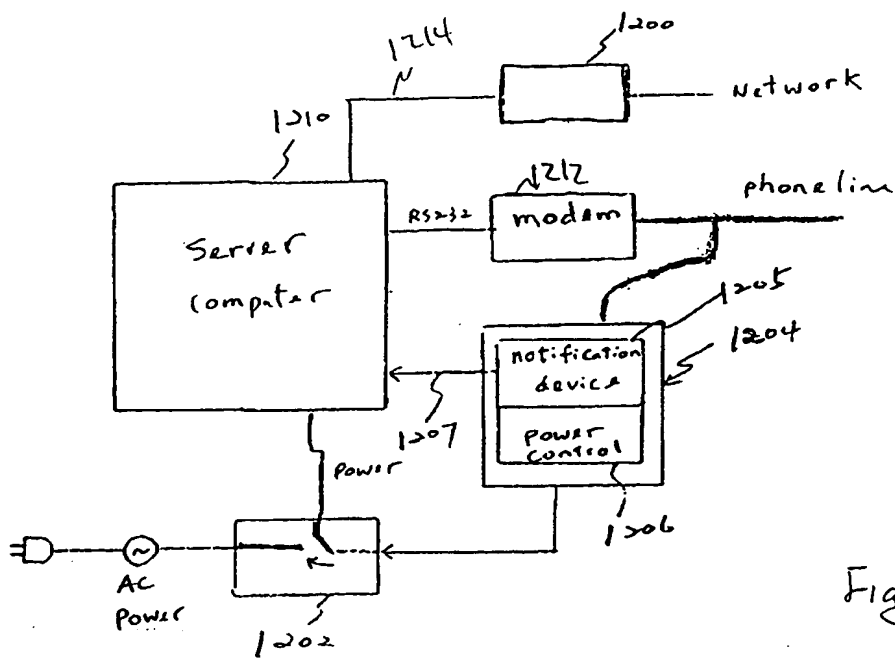 1214
1200
Network
1210
1212
phone line
RS232
modem
Server
computer
1205
notification
device
1204
1207
power
control
Power
1206
AC
Power
1202
Fig